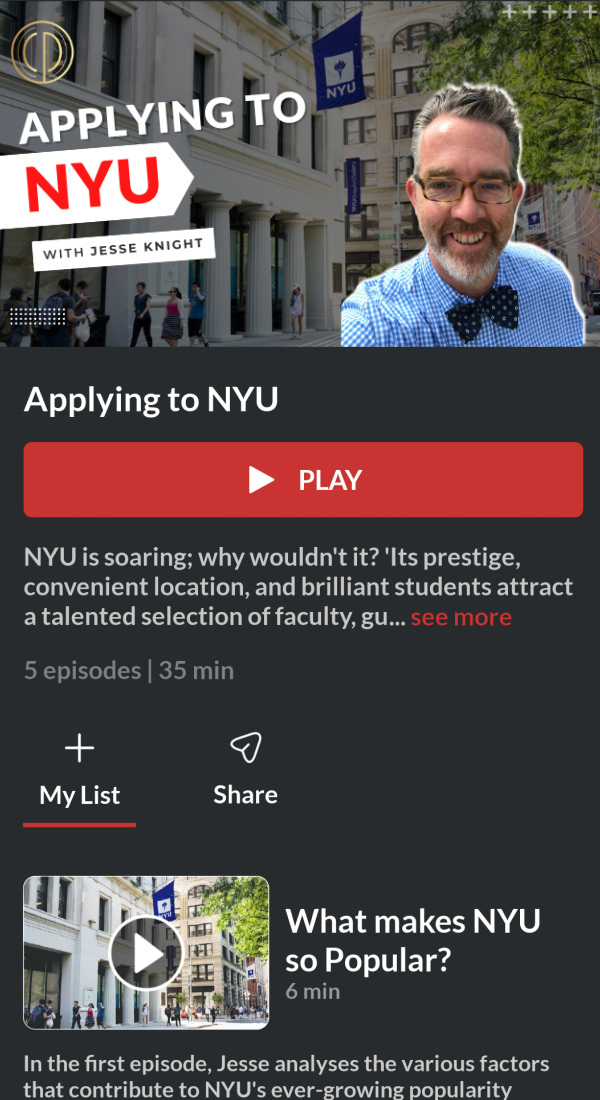 NYU
APPLYING TO
NYU
WITH JESSE KNIGHT
Applying to NYU
PLAY
NYU is soaring; why wouldn't it? 'Its prestige,
convenient location, and brilliant students attract
a talented selection of faculty, gu... see more
5 episodes | 35 min
My List
Share
NYU
What makes NYU
so Popular?
6 min
In the first episode, Jesse analyses the various factors
that contribute to NYU's ever-growing popularity